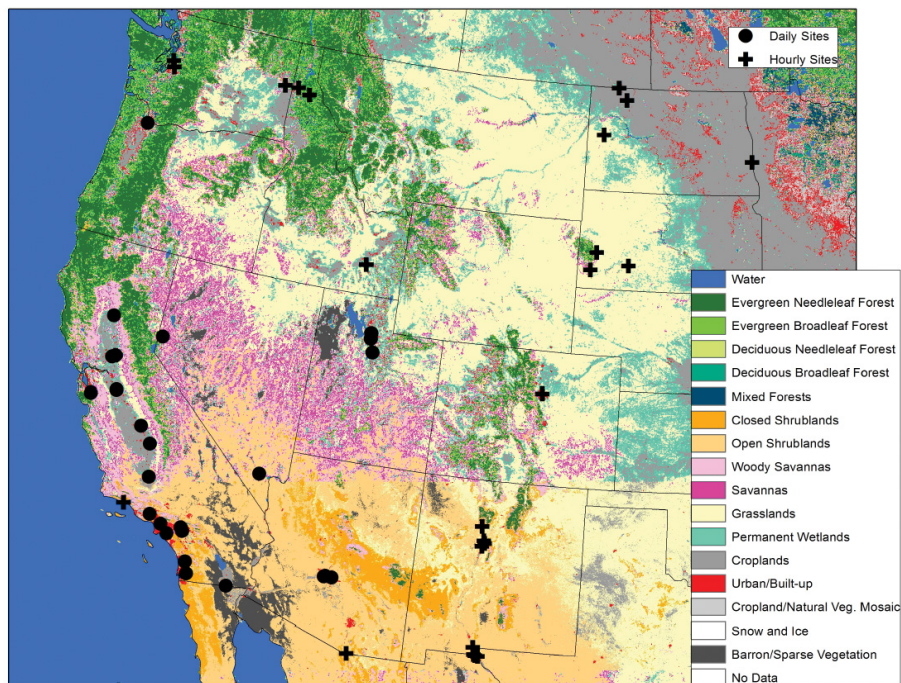 Daily Sites
Hourly Sites
Water
Evergreen Needleleaf Forest
Evergreen Broadleaf Forest
Deciduous Needleleaf Forest
Deciduous Broadleaf Forest
Mixed Forests
Closed Shrublands
Open Shrublands
Woody Savannas
Savannas
Grasslands
Permanent Wetlands
Croplands
Urban/Built-up
Cropland/Natural Veg. Mosaic
Snow and Ice
Barron/Sparse Vegetation
No Data